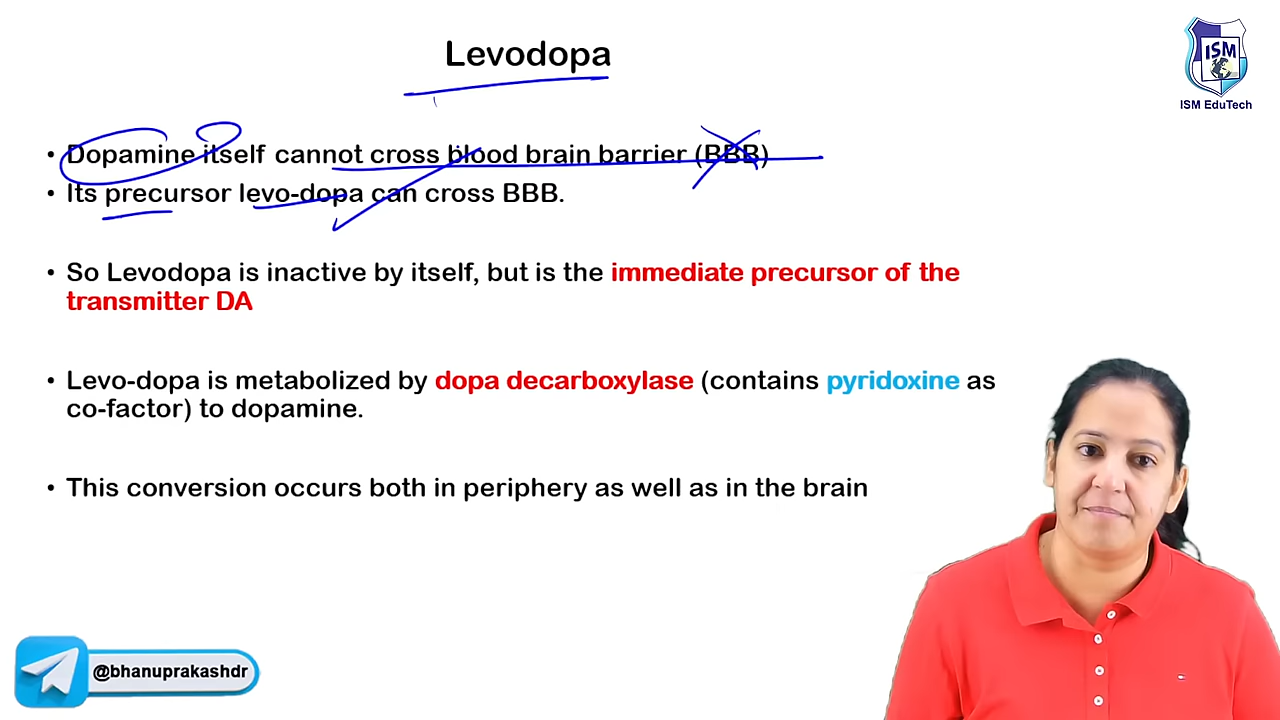 Levodopa
ISM
ISM EduTech
• Dopamine itself cannot cross blood brain barrier (BBB)
• Its precursor levo-dopa can cross BBB.
• So Levodopa is inactive by itself, but is the immediate precursor of the
transmitter DA
• Levo-dopa is metabolized by dopa decarboxylase (contains pyridoxine as
co-factor) to dopamine.
• This conversion occurs both in periphery as well as in the brain
@bhanuprakashdr